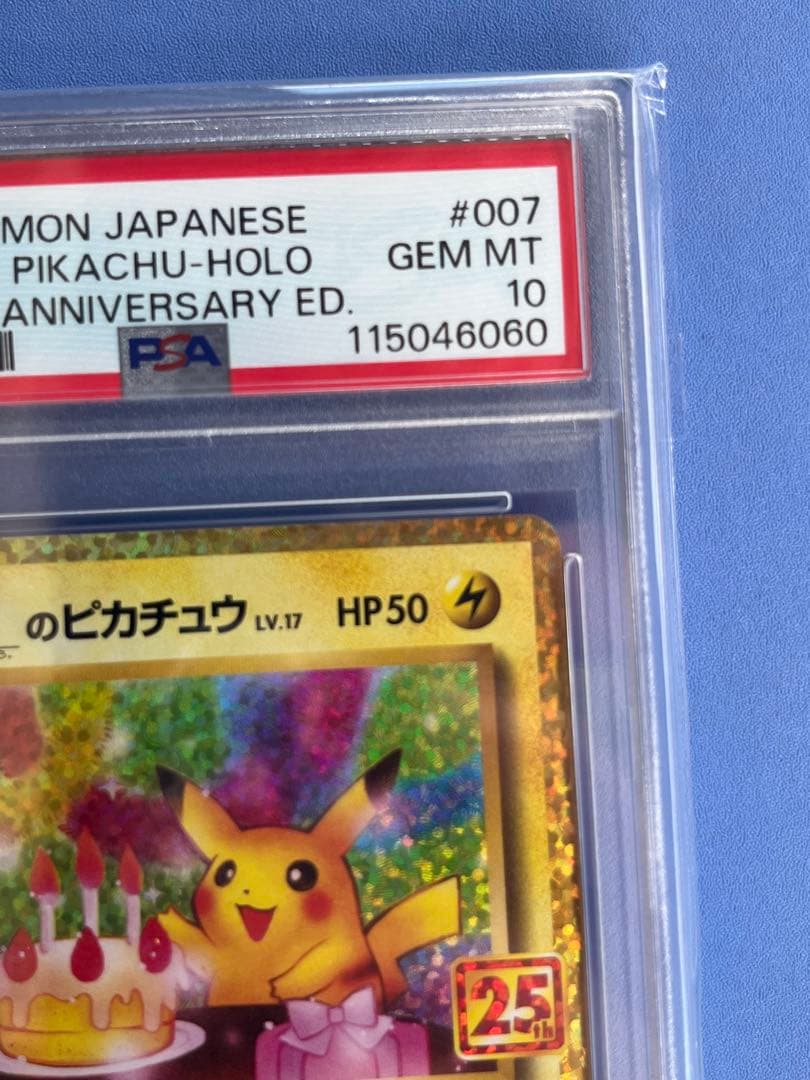 MON JAPANESE #007
PIKACHU-HOLO GEM MT
ANNIVERSARY ED. 10
PSA 115046060
のピカチュウ LV.17 HP50
25th